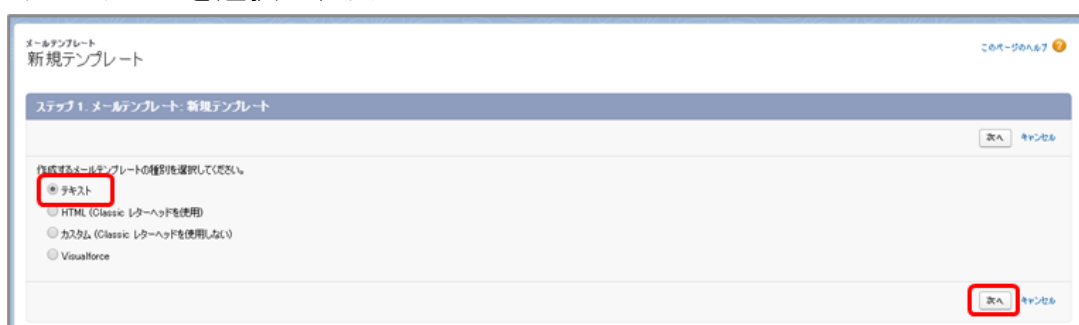 メールテンプレート
新規テンプレート
このページのヘルプ
ステップ 1. メールテンプレート: 新規テンプレート
次へ キャンセル
作成するメールテンプレートの種別を選択してください。
テキスト
HTML (Classic レターヘッドを使用)
カスタム (Classic レターヘッドを使用しない)
Visualforce
次へ キャンセル